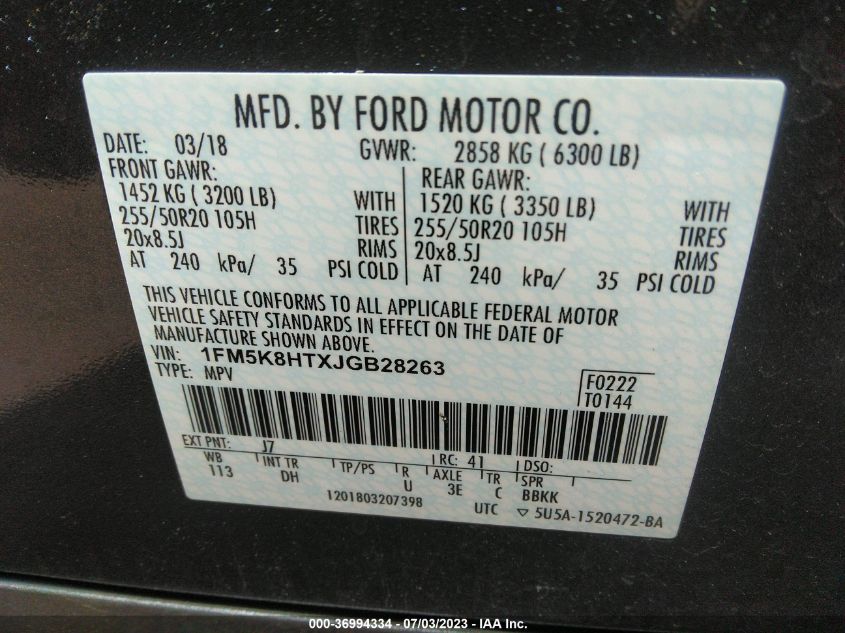 MFD. BY FORD MOTOR CO.
DATE: 03/18 GVWR: 2858 KG ( 6300 LB)
FRONT GAWR: REAR GAWR:
1452 KG ( 3200 LB) WITH 1520 KG ( 3350 LB) WITH
255/50R20 105H TIRES 255/50R20 105H TIRES
20x8.5J RIMS 20x8.5J RIMS
AT 240 kPa/ 35 PSI COLD AT 240 kPa/ 35 PSI COLD
THIS VEHICLE CONFORMS TO ALL APPLICABLE FEDERAL MOTOR
VEHICLE SAFETY STANDARDS IN EFFECT ON THE DATE OF
MANUFACTURE SHOWN ABOVE.
VIN: 1FM5K8HTXJGB28263
TYPE: MPV
F0222
T0144
EXT PNT: J7 RC: 41 DSO:
WB INT TR TP/PS R AXLE TR SPR
113 DH U 3E C BBKK
1201803207398 UTC ▽ 5U5A-1520472-BA
000-36994334 / 07/03/2023 - IAA Inc.